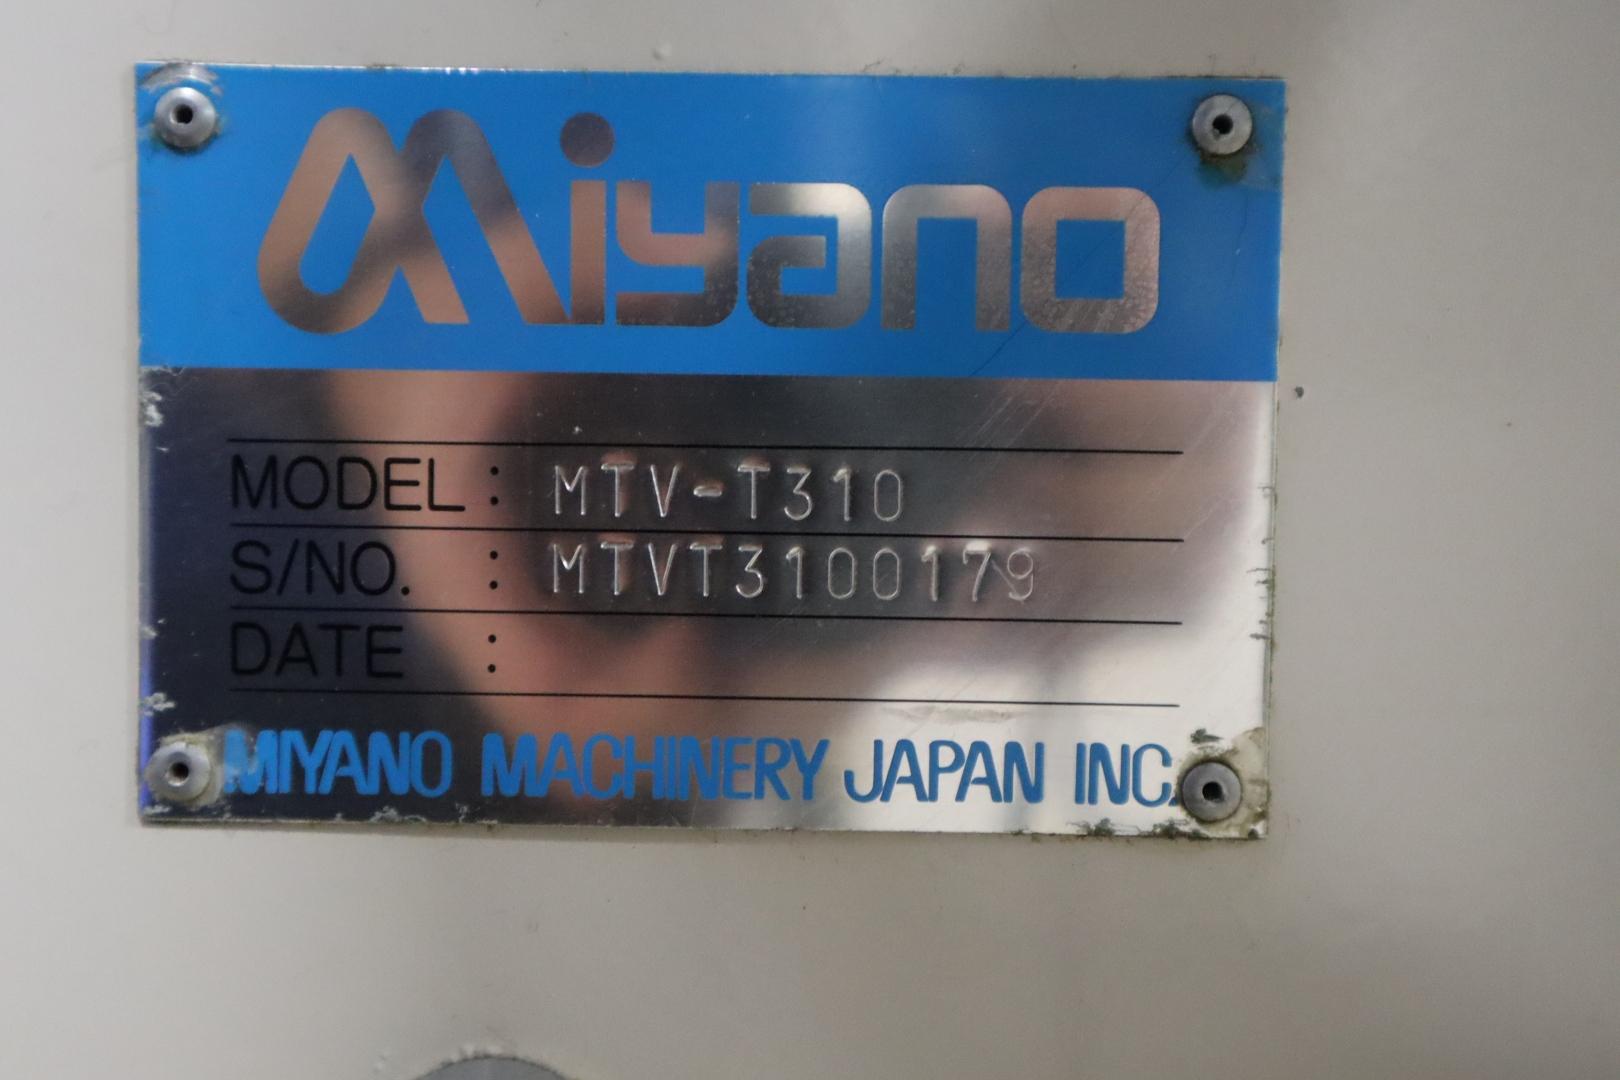 Miyano
MODEL : MTV-T310
S/NO. : MTVT3100179
DATE :
MIYANO MACHINERY JAPAN INC.